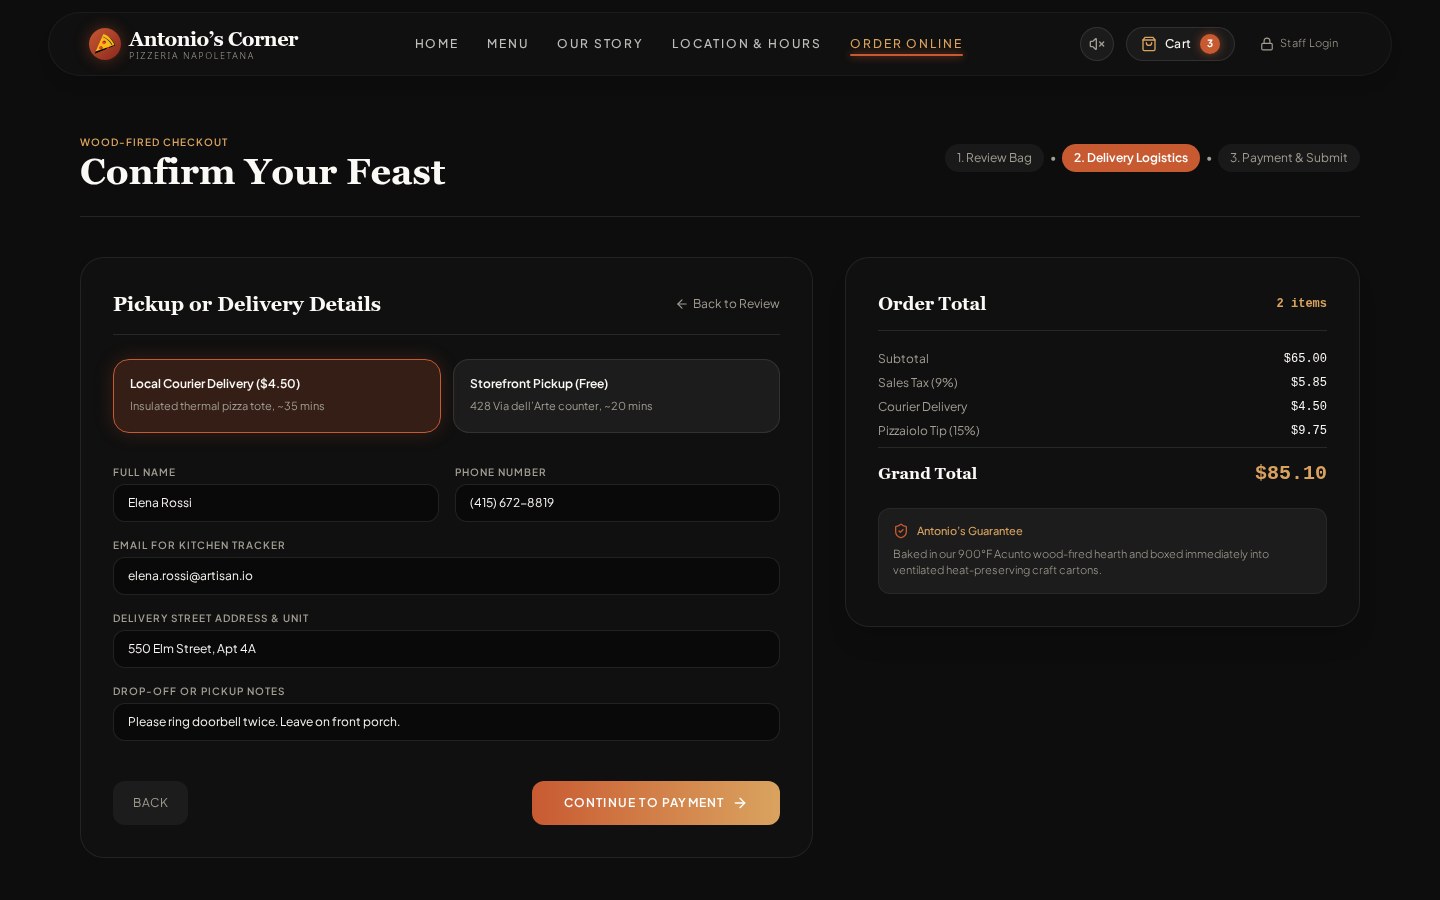 Antonio's Corner
PIZZERIA NAPOLETANA
HOME
MENU
OUR STORY
LOCATION & HOURS
ORDER ONLINE
Cart 3
Staff Login
WOOD-FIRED CHECKOUT
Confirm Your Feast
1. Review Bag • 2. Delivery Logistics • 3. Payment & Submit
Pickup or Delivery Details
← Back to Review
Local Courier Delivery ($4.50)
Insulated thermal pizza tote, ~35 mins
Storefront Pickup (Free)
428 Via dell'Arte counter, ~20 mins
FULL NAME
Elena Rossi
PHONE NUMBER
(415) 672-8819
EMAIL FOR KITCHEN TRACKER
elena.rossi@artisan.io
DELIVERY STREET ADDRESS & UNIT
550 Elm Street, Apt 4A
DROP-OFF OR PICKUP NOTES
Please ring doorbell twice. Leave on front porch.
BACK
CONTINUE TO PAYMENT →
Order Total
2 items
Subtotal $65.00
Sales Tax (9%) $5.85
Courier Delivery $4.50
Pizzaiolo Tip (15%) $9.75
Grand Total $85.10
Antonio's Guarantee
Baked in our 900°F Acunto wood-fired hearth and boxed immediately into
ventilated heat-preserving craft cartons.